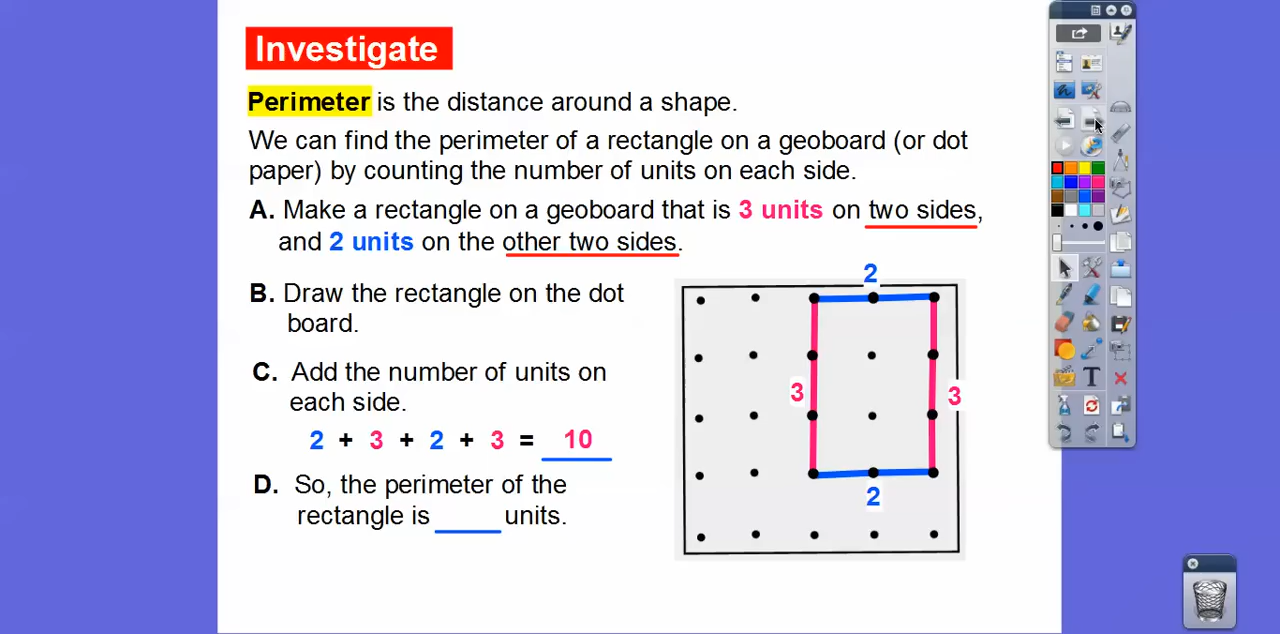 Investigate
Perimeter is the distance around a shape.
We can find the perimeter of a rectangle on a geoboard (or dot
paper) by counting the number of units on each side.
A. Make a rectangle on a geoboard that is 3 units on two sides,
and 2 units on the other two sides.
B. Draw the rectangle on the dot
board.
C. Add the number of units on
each side.
2 + 3 + 2 + 3 = 10
D. So, the perimeter of the
rectangle is _____ units.
2
3
3
2
T